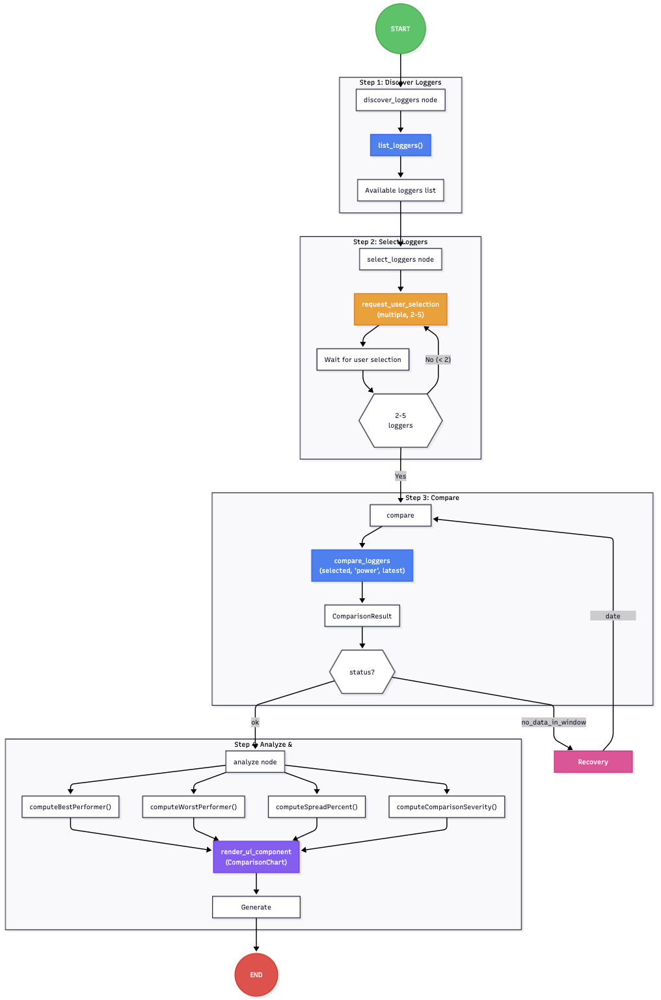 START
Step 1: Discover Loggers
discover_loggers node
list_loggers()
Available loggers list
Step 2: Select Loggers
select_loggers node
request_user_selection
(multiple, 2-5)
Wait for user selection
No (< 2)
2-5
loggers
Yes
Step 3: Compare
compare
compare_loggers
(selected, 'power', latest)
ComparisonResult
date
status?
ok
no_data_in_window
Step 4: Analyze &
analyze node
Recovery
computeBestPerformer()
computeWorstPerformer()
computeSpreadPercent()
computeComparisonSeverity()
render_ui_component
(ComparisonChart)
Generate
END